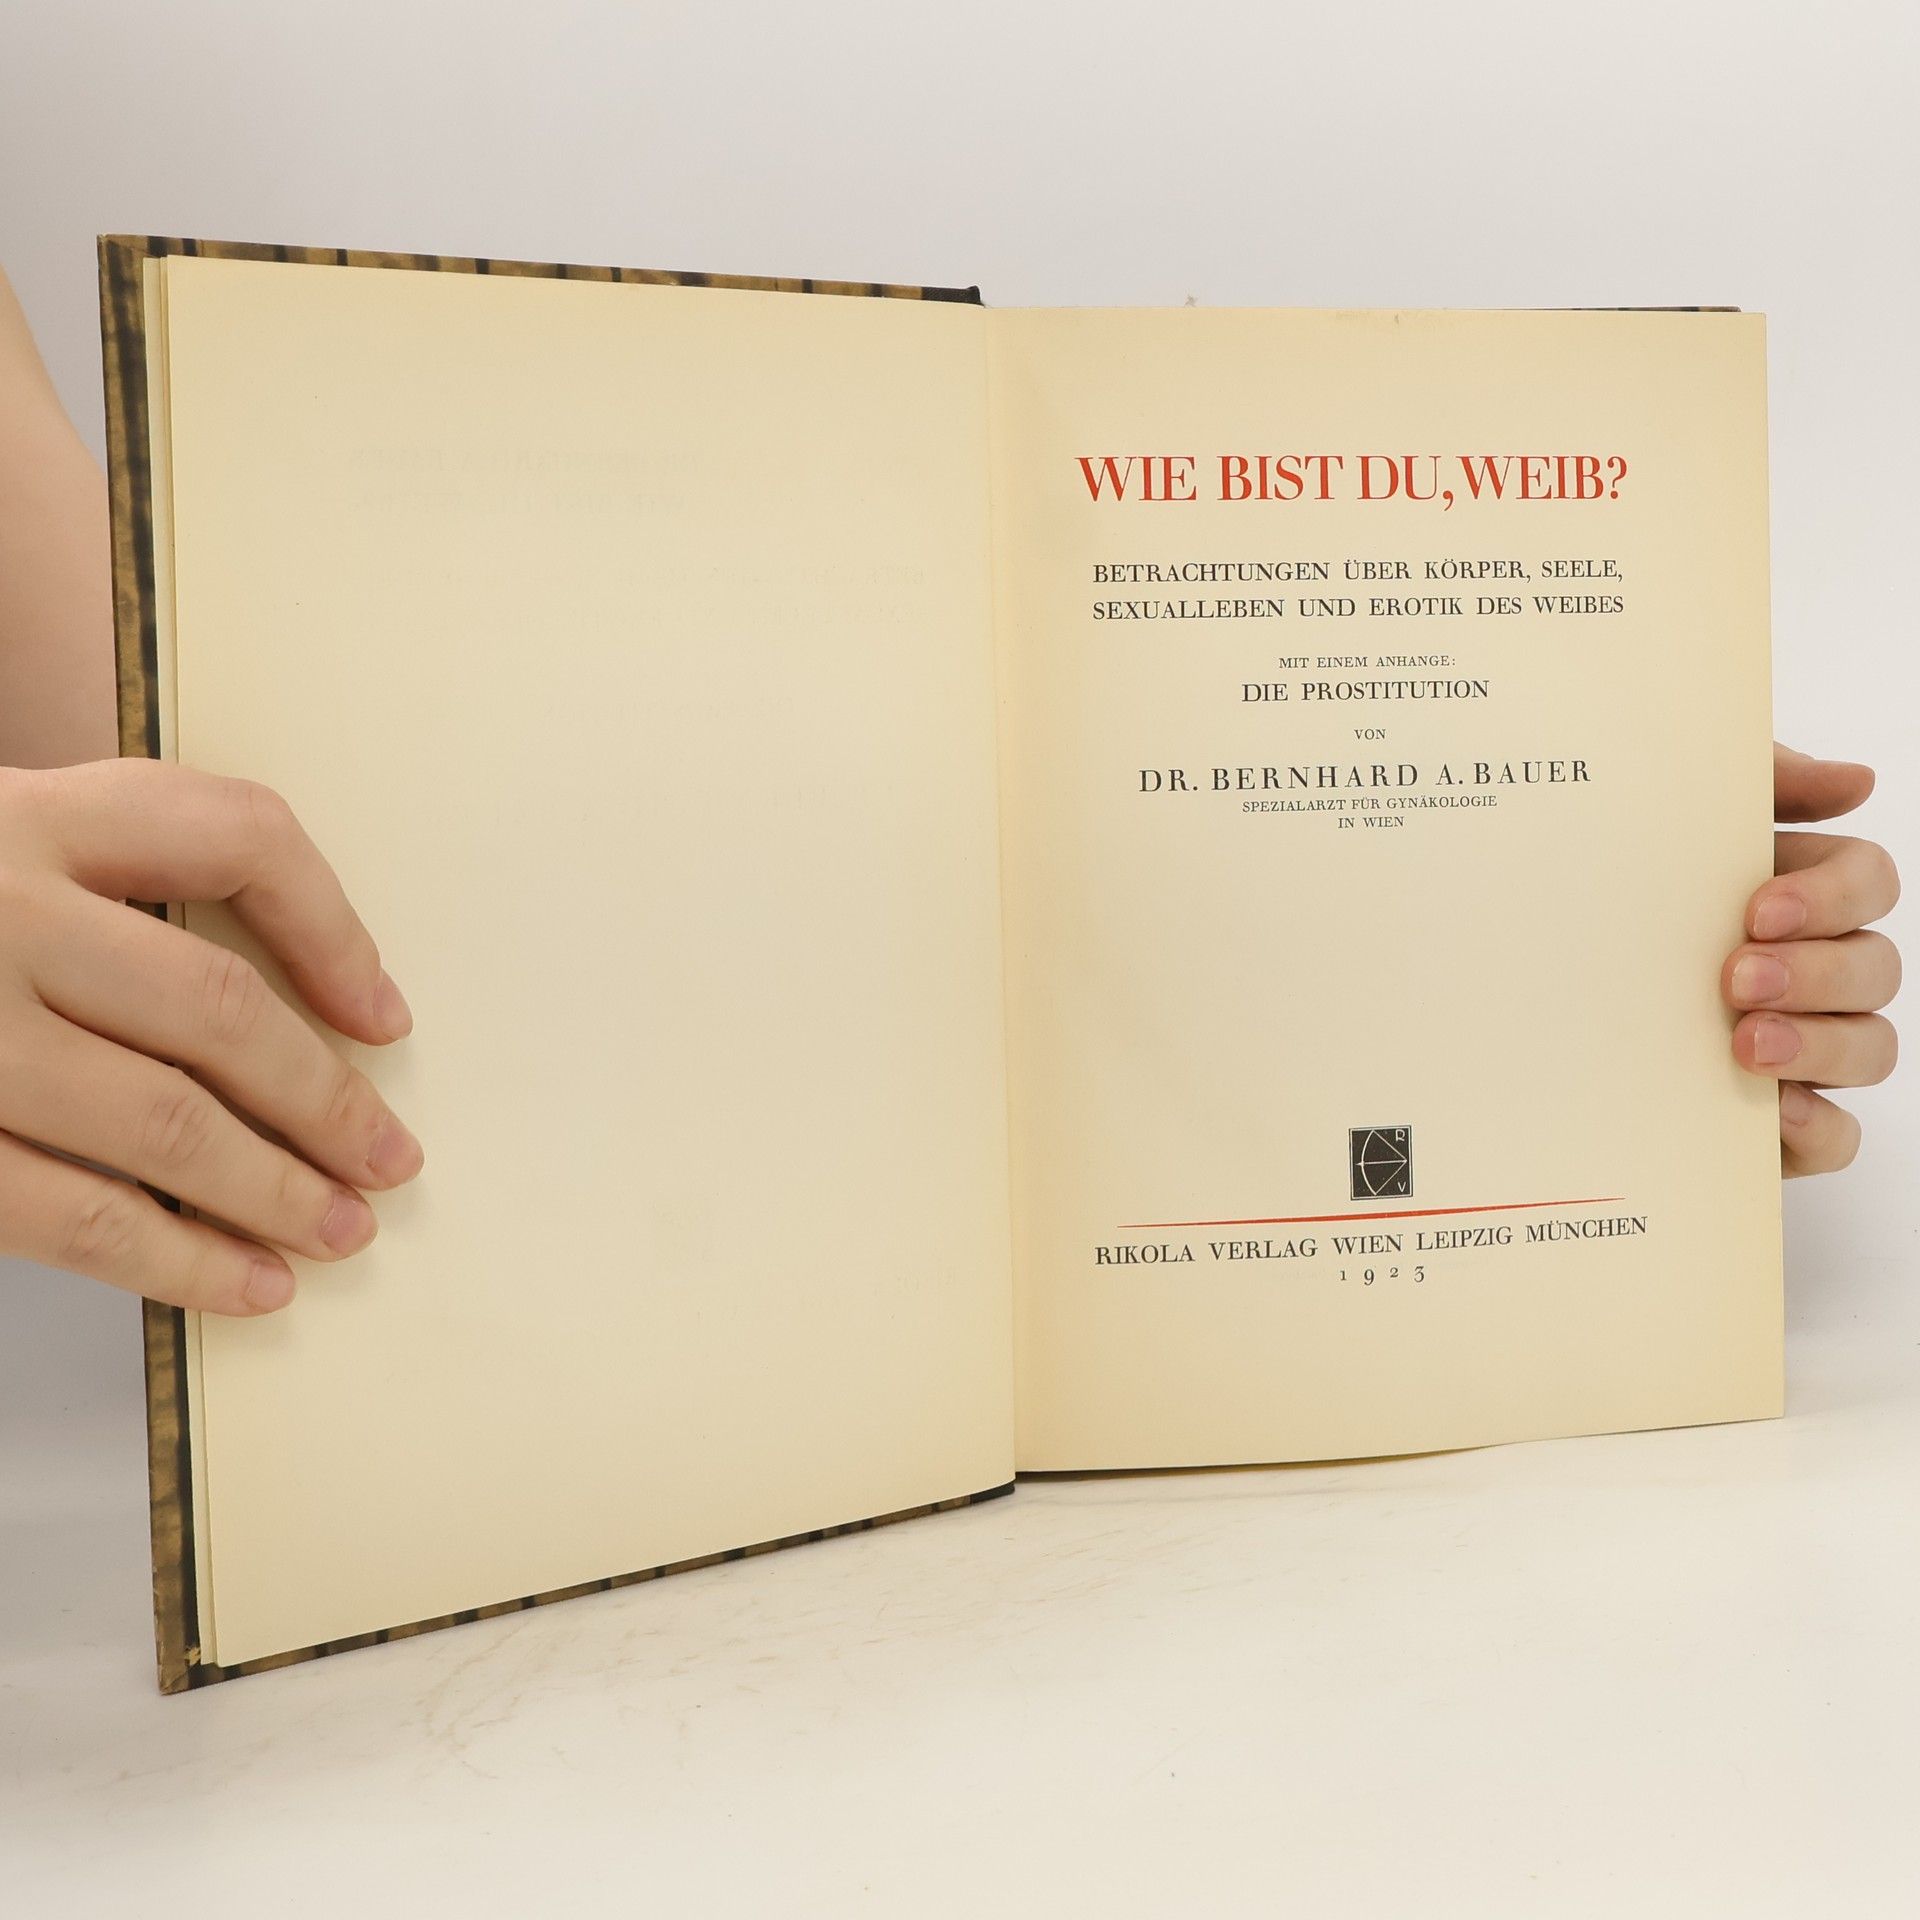 WIE BIST DU, WEIB?
BETRACHTUNGEN ÜBER KÖRPER, SEELE,
SEXUALLEBEN UND EROTIK DES WEIBES
MIT EINEM ANHANGE:
DIE PROSTITUTION
VON
DR. BERNHARD A. BAUER
SPEZIALARZT FÜR GYNÄKOLOGIE
IN WIEN
R
V
RIKOLA VERLAG WIEN LEIPZIG MÜNCHEN
1923